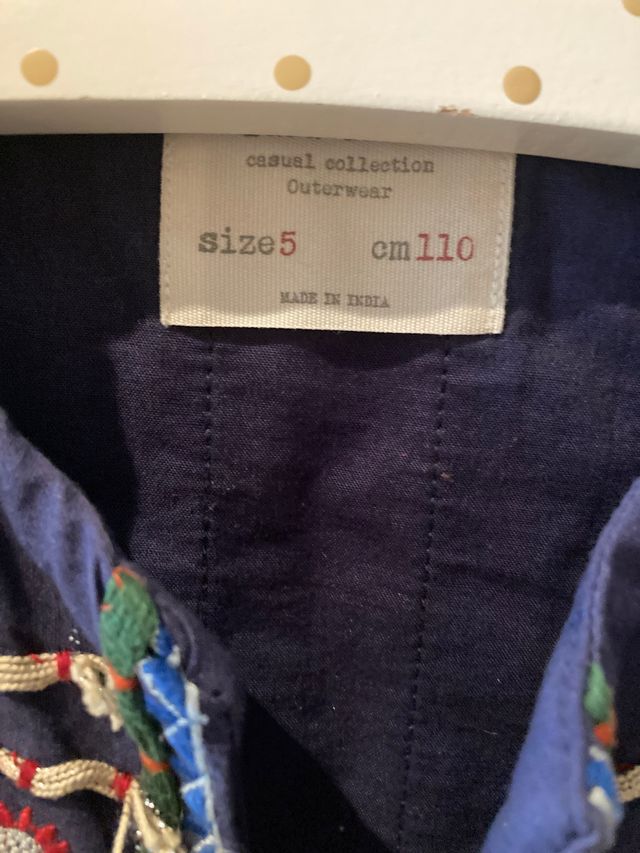 casual collection
Outerwear
size5 cm110
MADE IN INDIA